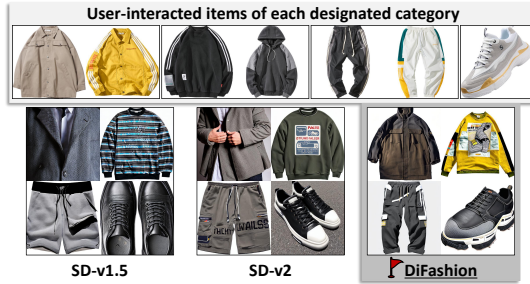 User-interacted items of each designated category
SD-v1.5
SD-v2
DiFashion